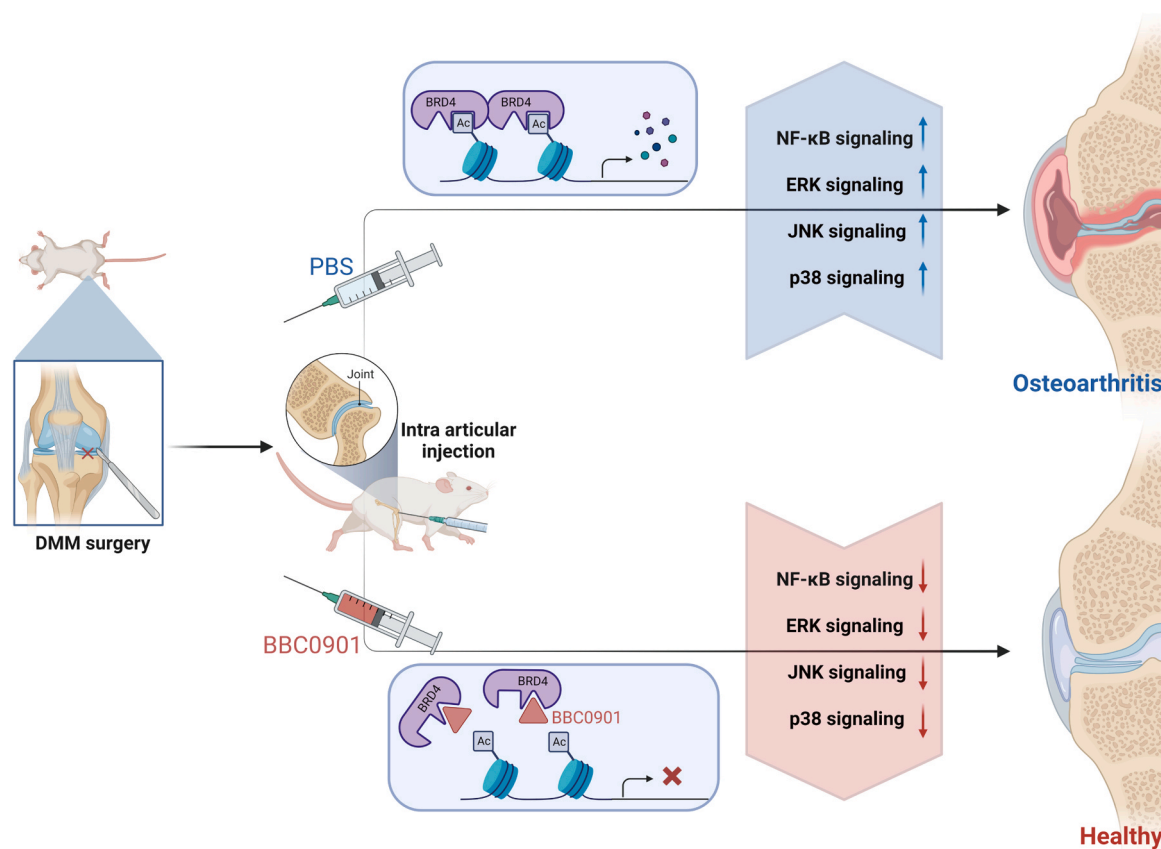 BRD4
BRD4
Ac
Ac
NF-κB signaling
ERK signaling
JNK signaling
p38 signaling
PBS
Osteoarthritis
Joint
Intra articular
injection
DMM surgery
BBC0901
NF-κB signaling
ERK signaling
JNK signaling
p38 signaling
BRD4
BRD4
BBC0901
Ac
Ac
Healthy